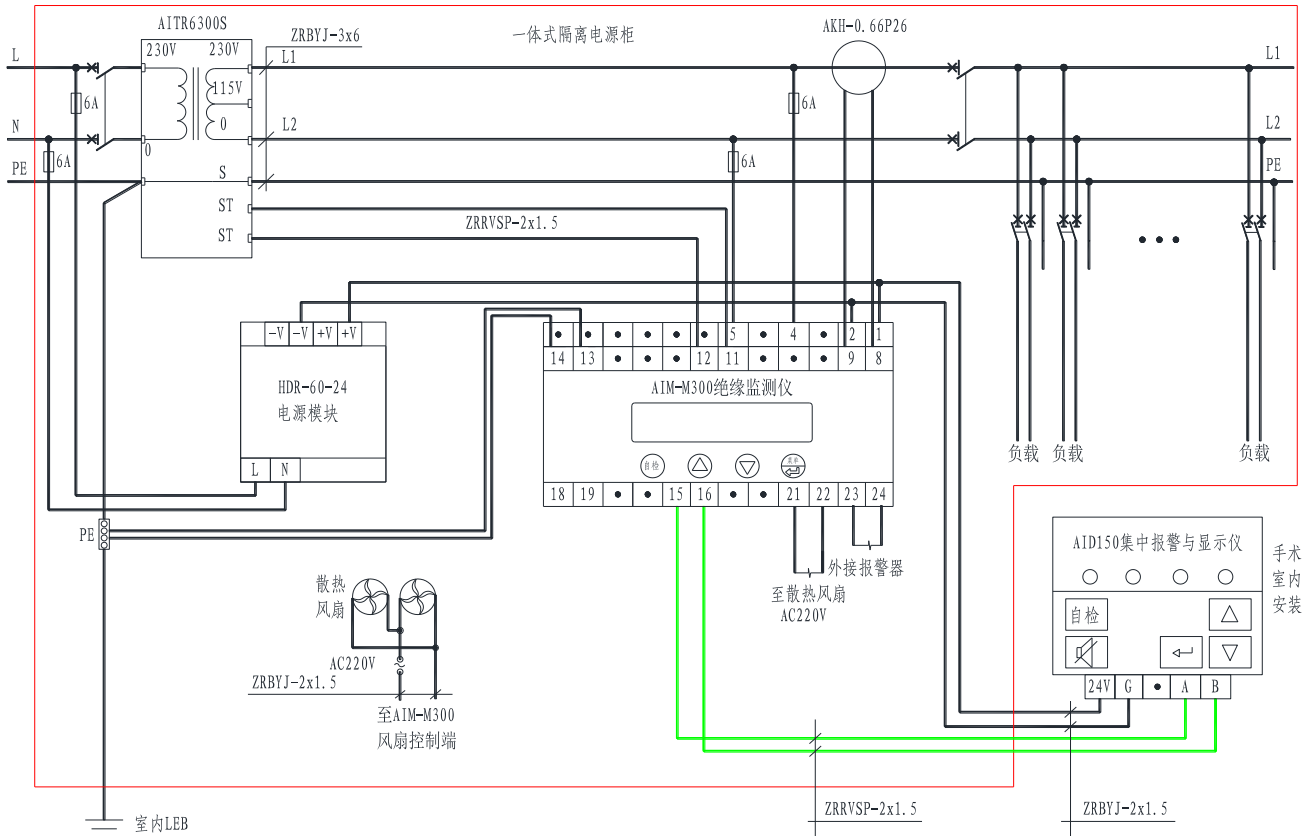 AITR6300S
ZRBYJ-3x6
一体式隔离电源柜
AKH-0.66P26
L
230V
230V
L1
L1
115V
6A
6A
N
0
L2
L2
0
6A
6A
PE
S
PE
ST
ZRRVSP-2x1.5
ST
-V -V +V +V
5 4 2 1
14 13 12 11 9 8
HDR-60-24
电源模块
AIM-M300绝缘监测仪
自检
菜单
L N
18 19 15 16 21 22 23 24
负载 负载 负载
PE
外接报警器
至散热风扇
AC220V
散热
风扇
AC220V
ZRBYJ-2x1.5
至AIM-M300
风扇控制端
AID150集中报警与显示仪
手术
室内
安装
自检
24V G A B
ZRRVSP-2x1.5
ZRBYJ-2x1.5
室内LEB